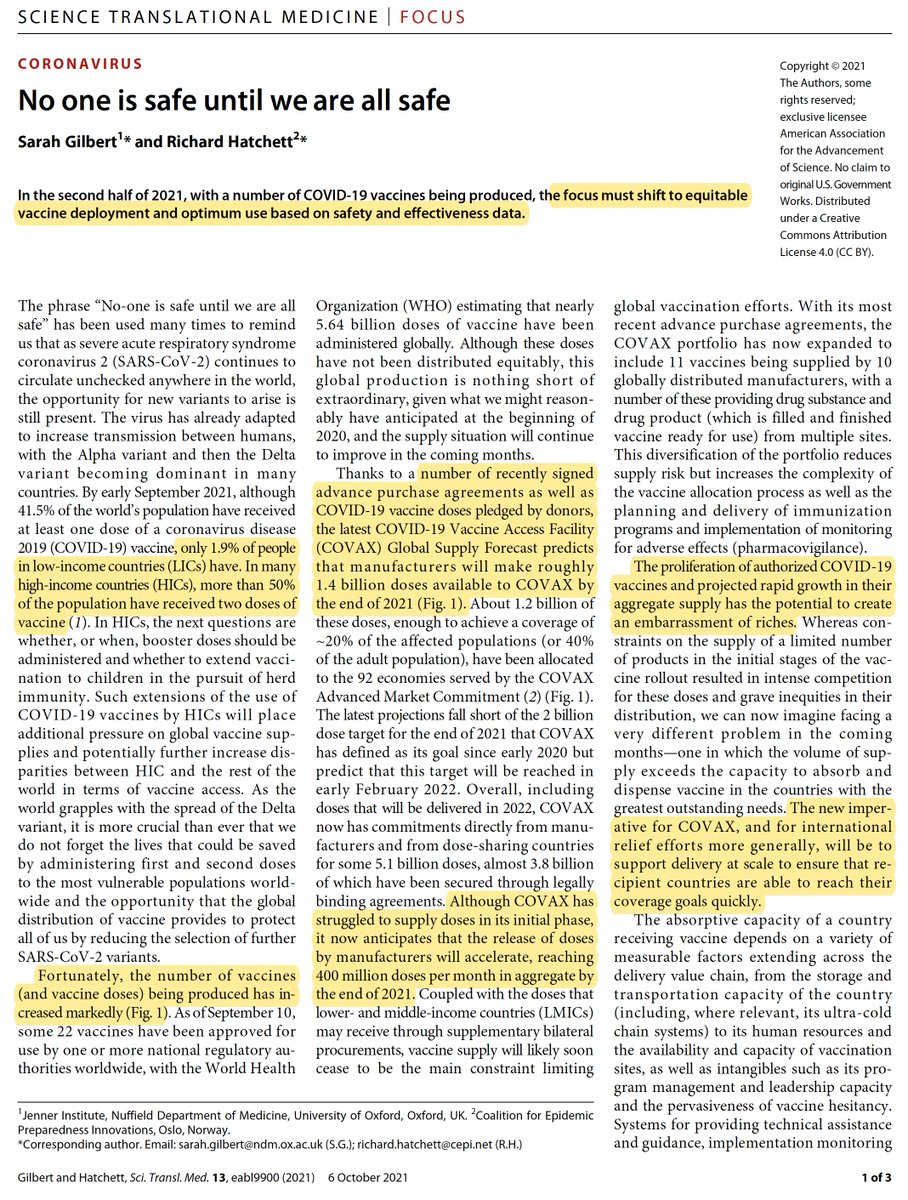 SCIENCE TRANSLATIONAL MEDICINE | FOCUS
CORONAVIRUS
No one is safe until we are all safe
Sarah Gilbert1* and Richard Hatchett2*
In the second half of 2021, with a number of COVID-19 vaccines being produced, the focus must shift to equitable
vaccine deployment and optimum use based on safety and effectiveness data.
Copyright © 2021
The Authors, some
rights reserved;
exclusive licensee
American Association
for the Advancement
of Science. No claim to
original U.S. Government
Works. Distributed
under a Creative
Commons Attribution
License 4.0 (CC BY).
The phrase “No-one is safe until we are all
safe” has been used many times to remind
us that as severe acute respiratory syndrome
coronavirus 2 (SARS-CoV-2) continues to
circulate unchecked anywhere in the world,
the opportunity for new variants to arise is
still present. The virus has already adapted
to increase transmission between humans,
with the Alpha variant and then the Delta
variant becoming dominant in many
countries. By early September 2021, although
41.5% of the world’s population have received
at least one dose of a coronavirus disease
2019 (COVID-19) vaccine, only 1.9% of people
in low-income countries (LICs) have. In many
high-income countries (HICs), more than 50%
of the population have received two doses of
vaccine (1). In HICs, the next questions are
whether, or when, booster doses should be
administered and whether to extend vacci-
nation to children in the pursuit of herd
immunity. Such extensions of the use of
COVID-19 vaccines by HICs will place
additional pressure on global vaccine sup-
plies and potentially further increase dis-
parities between HIC and the rest of the
world in terms of vaccine access. As the
world grapples with the spread of the Delta
variant, it is more crucial than ever that we
do not forget the lives that could be saved
by administering first and second doses
to the most vulnerable populations world-
wide and the opportunity that the global
distribution of vaccine provides to protect
all of us by reducing the selection of further
SARS-CoV-2 variants.
Fortunately, the number of vaccines
(and vaccine doses) being produced has in-
creased markedly (Fig. 1). As of September 10,
some 22 vaccines have been approved for
use by one or more national regulatory au-
thorities worldwide, with the World Health
Organization (WHO) estimating that nearly
5.64 billion doses of vaccine have been
administered globally. Although these doses
have not been distributed equitably, this
global production is nothing short of
extraordinary, given what we might reason-
ably have anticipated at the beginning of
2020, and the supply situation will continue
to improve in the coming months.
Thanks to a number of recently signed
advance purchase agreements as well as
COVID-19 vaccine doses pledged by donors,
the latest COVID-19 Vaccine Access Facility
(COVAX) Global Supply Forecast predicts
that manufacturers will make roughly
1.4 billion doses available to COVAX by
the end of 2021 (Fig. 1). About 1.2 billion of
these doses, enough to achieve a coverage of
~20% of the affected populations (or 40%
of the adult population), have been allocated
to the 92 economies served by the COVAX
Advanced Market Commitment (2) (Fig. 1).
The latest projections fall short of the 2 billion
dose target for the end of 2021 that COVAX
has defined as its goal since early 2020 but
predict that this target will be reached in
early February 2022. Overall, including
doses that will be delivered in 2022, COVAX
now has commitments directly from manu-
facturers and from dose-sharing countries
for some 5.1 billion doses, almost 3.8 billion
of which have been secured through legally
binding agreements. Although COVAX has
struggled to supply doses in its initial phase,
it now anticipates that the release of doses
by manufacturers will accelerate, reaching
400 million doses per month in aggregate by
the end of 2021. Coupled with the doses that
lower- and middle-income countries (LMICs)
may receive through supplementary bilateral
procurements, vaccine supply will likely soon
cease to be the main constraint limiting
global vaccination efforts. With its most
recent advance purchase agreements, the
COVAX portfolio has now expanded to
include 11 vaccines being supplied by 10
globally distributed manufacturers, with a
number of these providing drug substance and
drug product (which is filled and finished
vaccine ready for use) from multiple sites.
This diversification of the portfolio reduces
supply risk but increases the complexity of
the vaccine allocation process as well as the
planning and delivery of immunization
programs and implementation of monitoring
for adverse effects (pharmacovigilance).
The proliferation of authorized COVID-19
vaccines and projected rapid growth in their
aggregate supply has the potential to create
an embarrassment of riches. Whereas con-
straints on the supply of a limited number
of products in the initial stages of the vac-
cine rollout resulted in intense competition
for these doses and grave inequities in their
distribution, we can now imagine facing a
very different problem in the coming
months—one in which the volume of sup-
ply exceeds the capacity to absorb and
dispense vaccine in the countries with the
greatest outstanding needs. The new imper-
ative for COVAX, and for international
relief efforts more generally, will be to
support delivery at scale to ensure that re-
cipient countries are able to reach their
coverage goals quickly.
The absorptive capacity of a country
receiving vaccine depends on a variety of
measurable factors extending across the
delivery value chain, from the storage and
transportation capacity of the country
(including, where relevant, its ultra-cold
chain systems) to its human resources and
the availability and capacity of vaccination
sites, as well as intangibles such as its pro-
gram management and leadership capacity
and the pervasiveness of vaccine hesitancy.
Systems for providing technical assistance
and guidance, implementation monitoring
1Jenner Institute, Nuffield Department of Medicine, University of Oxford, Oxford, UK. 2Coalition for Epidemic
Preparedness Innovations, Oslo, Norway.
*Corresponding author. Email: sarah.gilbert@ndm.ox.ac.uk (S.G.); richard.hatchett@cepi.net (R.H.)
Gilbert and Hatchett, Sci. Transl. Med. 13, eabl9900 (2021) 6 October 2021
1 of 3